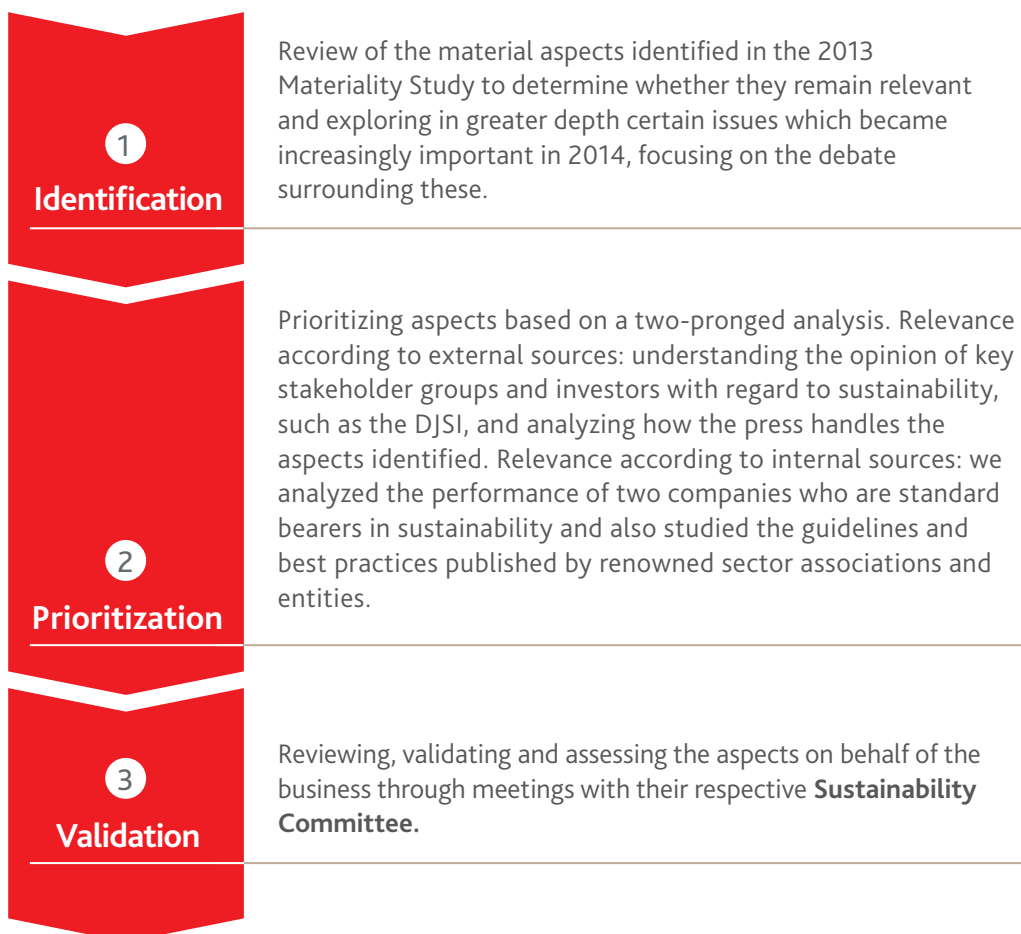 1
Identification
Review of the material aspects identified in the 2013
Materiality Study to determine whether they remain relevant
and exploring in greater depth certain issues which became
increasingly important in 2014, focusing on the debate
surrounding these.
2
Prioritization
Prioritizing aspects based on a two-pronged analysis. Relevance
according to external sources: understanding the opinion of key
stakeholder groups and investors with regard to sustainability,
such as the DJSI, and analyzing how the press handles the
aspects identified. Relevance according to internal sources: we
analyzed the performance of two companies who are standard
bearers in sustainability and also studied the guidelines and
best practices published by renowned sector associations and
entities.
3
Validation
Reviewing, validating and assessing the aspects on behalf of the
business through meetings with their respective Sustainability
Committee.